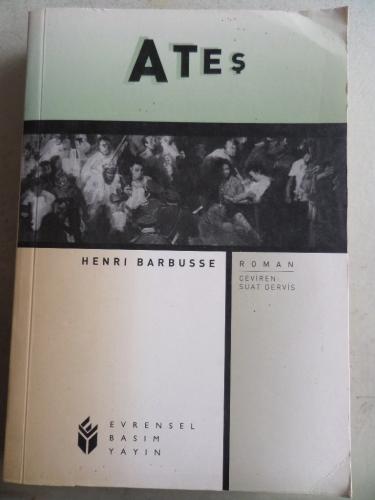 ATEŞ
HENRI BARBUSSE
ROMAN
ÇEVİREN
SUAT DERVİŞ
EVRENSEL
BASIM
YAYIN